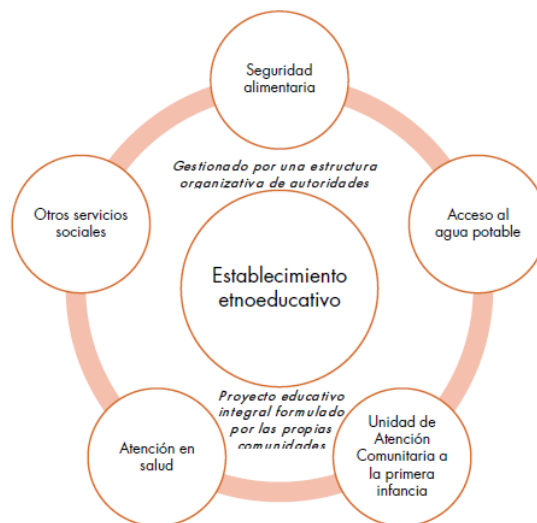 Seguridad
alimentaria
Gestionado por una estructura
organizativa de autoridades
Otros servicios
sociales
Acceso al
agua potable
Establecimiento
etnoeducativo
Proyecto educativo
integral formulado
por las propias
comunidades
Atención en
salud
Unidad de
Atención
Comunitaria a
la primera
infancia